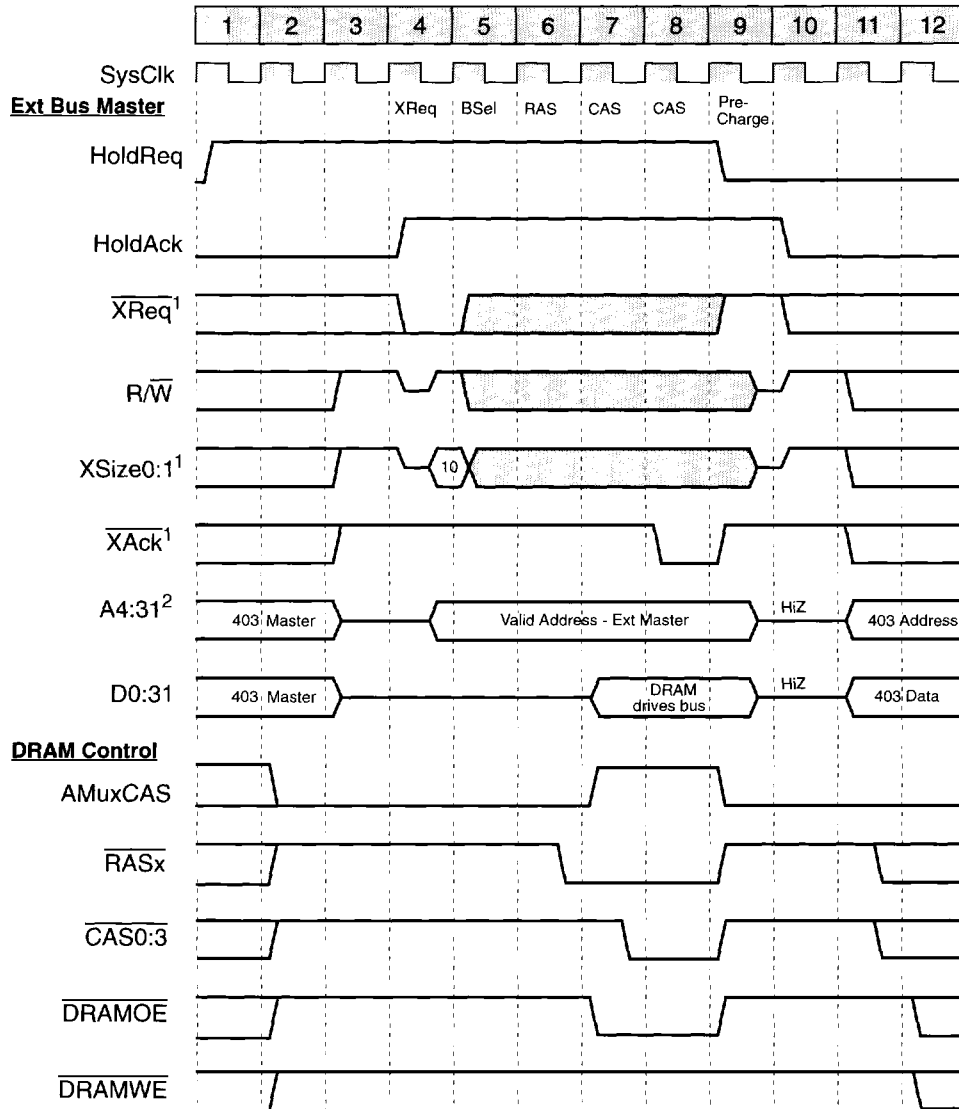 1 2 3 4 5 6 7 8 9 10 11 12
SysClk
Ext Bus Master
XReq BSel RAS CAS CAS Pre-
Charge
HoldReq
HoldAck
XReq¹
R/W
XSize0:1¹ 10
XAck¹
A4:31² 403 Master Valid Address - Ext Master HiZ 403 Address
D0:31 403 Master DRAM
drives bus HiZ 403 Data
DRAM Control
AMuxCAS
RASx
CAS0:3
DRAMOE
DRAMWE